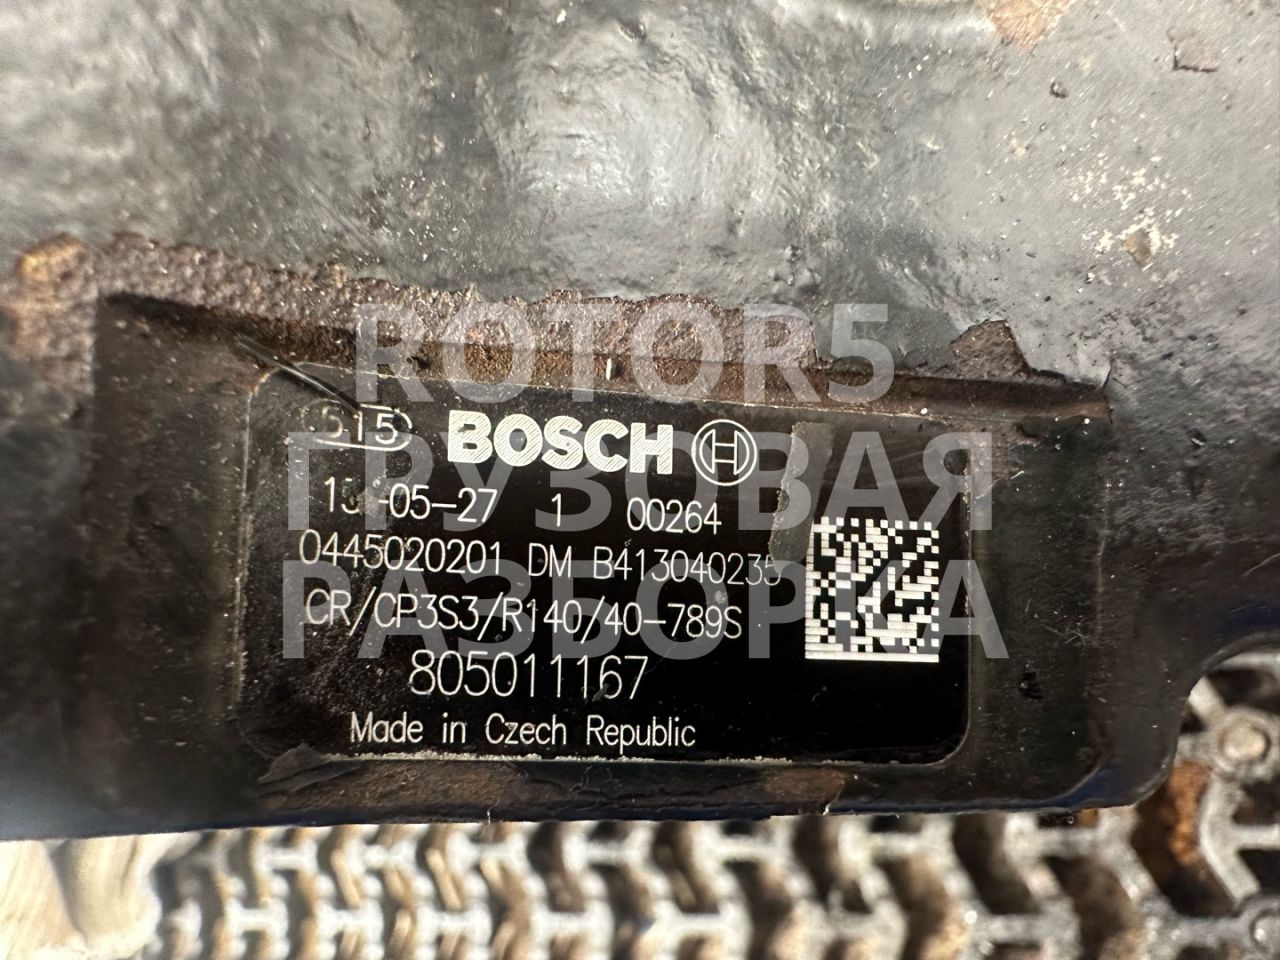 ROTOR5
ГРУЗОВАЯ
РАЗБОРКА
515 BOSCH
-05-27 1 00264
0445020201 DM B413040235
CR/CP3S3/R140/40-789S
805011167
Made in Czech Republic